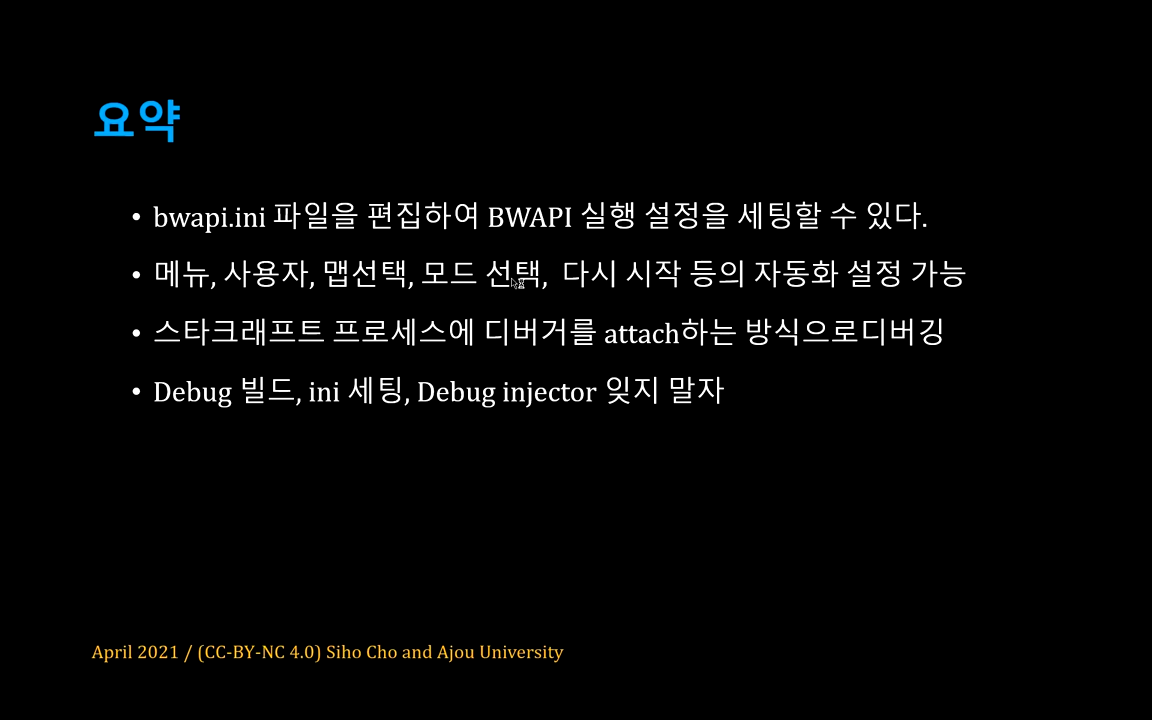 요약
• bwapi.ini 파일을 편집하여 BWAPI 실행 설정을 세팅할 수 있다.
• 메뉴, 사용자, 맵선택, 모드 선택, 다시 시작 등의 자동화 설정 가능
• 스타크래프트 프로세스에 디버거를 attach하는 방식으로디버깅
• Debug 빌드, ini 세팅, Debug injector 잊지 말자
April 2021 / (CC-BY-NC 4.0) Siho Cho and Ajou University